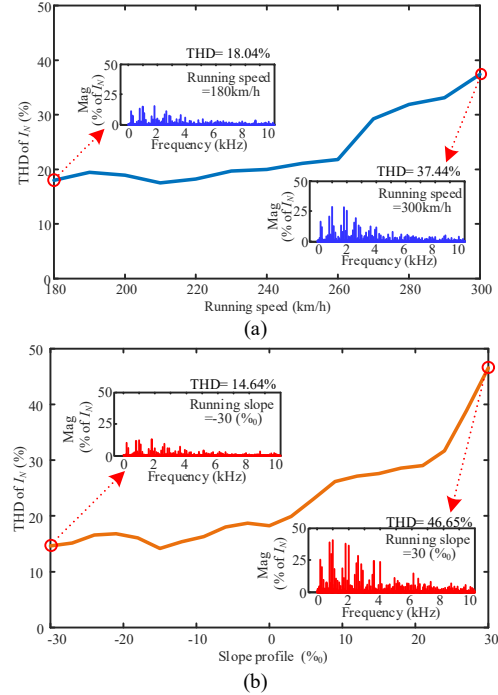 50
THD=18.04%
50
Running speed
=180km/h
Mag
(% of I_N)
25
0
0 2 4 6 8 10
Frequency (kHz)
40
30
THD of I_N (%)
20
10
0
THD= 37.44%
50
Running speed
=300km/h
Mag
(% of I_N)
25
0
0 2 4 6 8 10
Frequency (kHz)
180 200 220 240 260 280 300
Running speed (km/h)
(a)
50
THD= 14.64%
50
Running slope
=-30 (‰)
Mag
(% of I_N)
25
0
0 2 4 6 8 10
Frequency (kHz)
40
30
THD of I_N (%)
20
10
0
THD= 46.65%
50
Running slope
=30 (‰)
Mag
(% of I_N)
25
0
0 2 4 6 8 10
Frequency (kHz)
-30 -20 -10 0 10 20 30
Slope profile (‰)
(b)